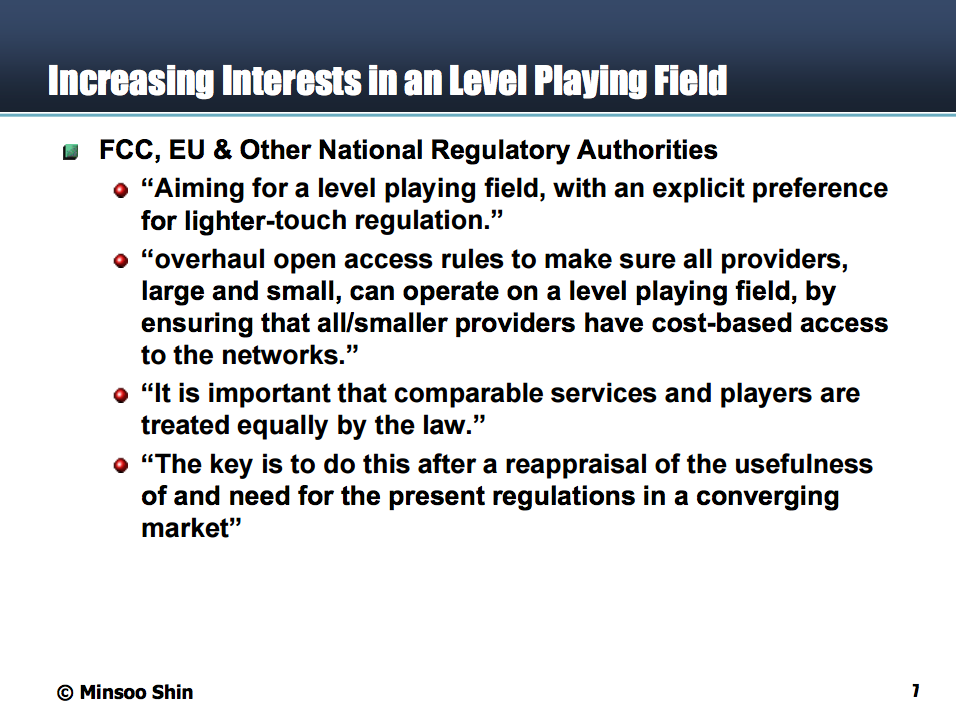 Increasing Interests in an Level Playing Field
FCC, EU & Other National Regulatory Authorities
“Aiming for a level playing field, with an explicit preference
for lighter-touch regulation.”
“overhaul open access rules to make sure all providers,
large and small, can operate on a level playing field, by
ensuring that all/smaller providers have cost-based access
to the networks.”
“It is important that comparable services and players are
treated equally by the law.”
“The key is to do this after a reappraisal of the usefulness
of and need for the present regulations in a converging
market”
© Minsoo Shin
7